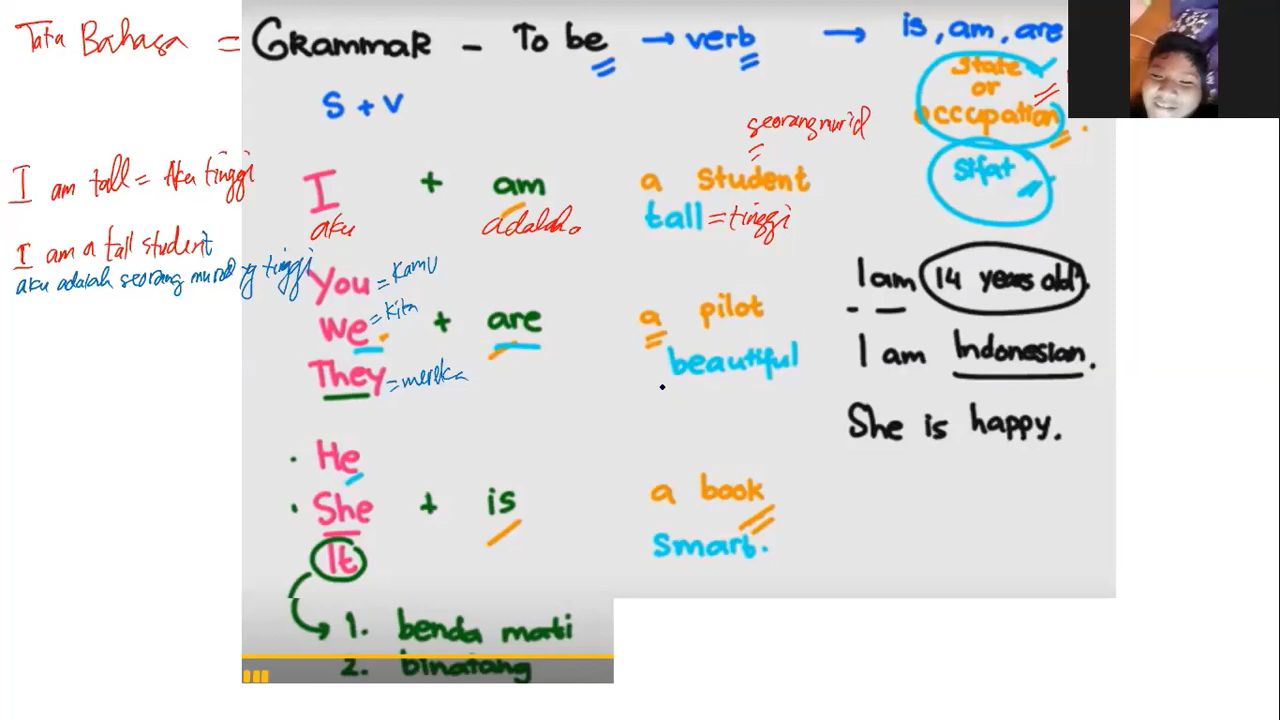 Tata Bahasa = GRAMMAR - To be → verb → is, am, are
State
or
occupation.
S + V
seorang murid
sifat
I am tall = Aku tinggi
I + am a student
aku adalah. tall = tinggi
I am a tall student
aku adalah seorang murid yg tinggi
You = Kamu
We = Kita + are a pilot
They = mereka beautiful
I am 14 years old.
I am Indonesian.
She is happy.
He
She + is a book
It smart.
1. benda mati
2. binatang